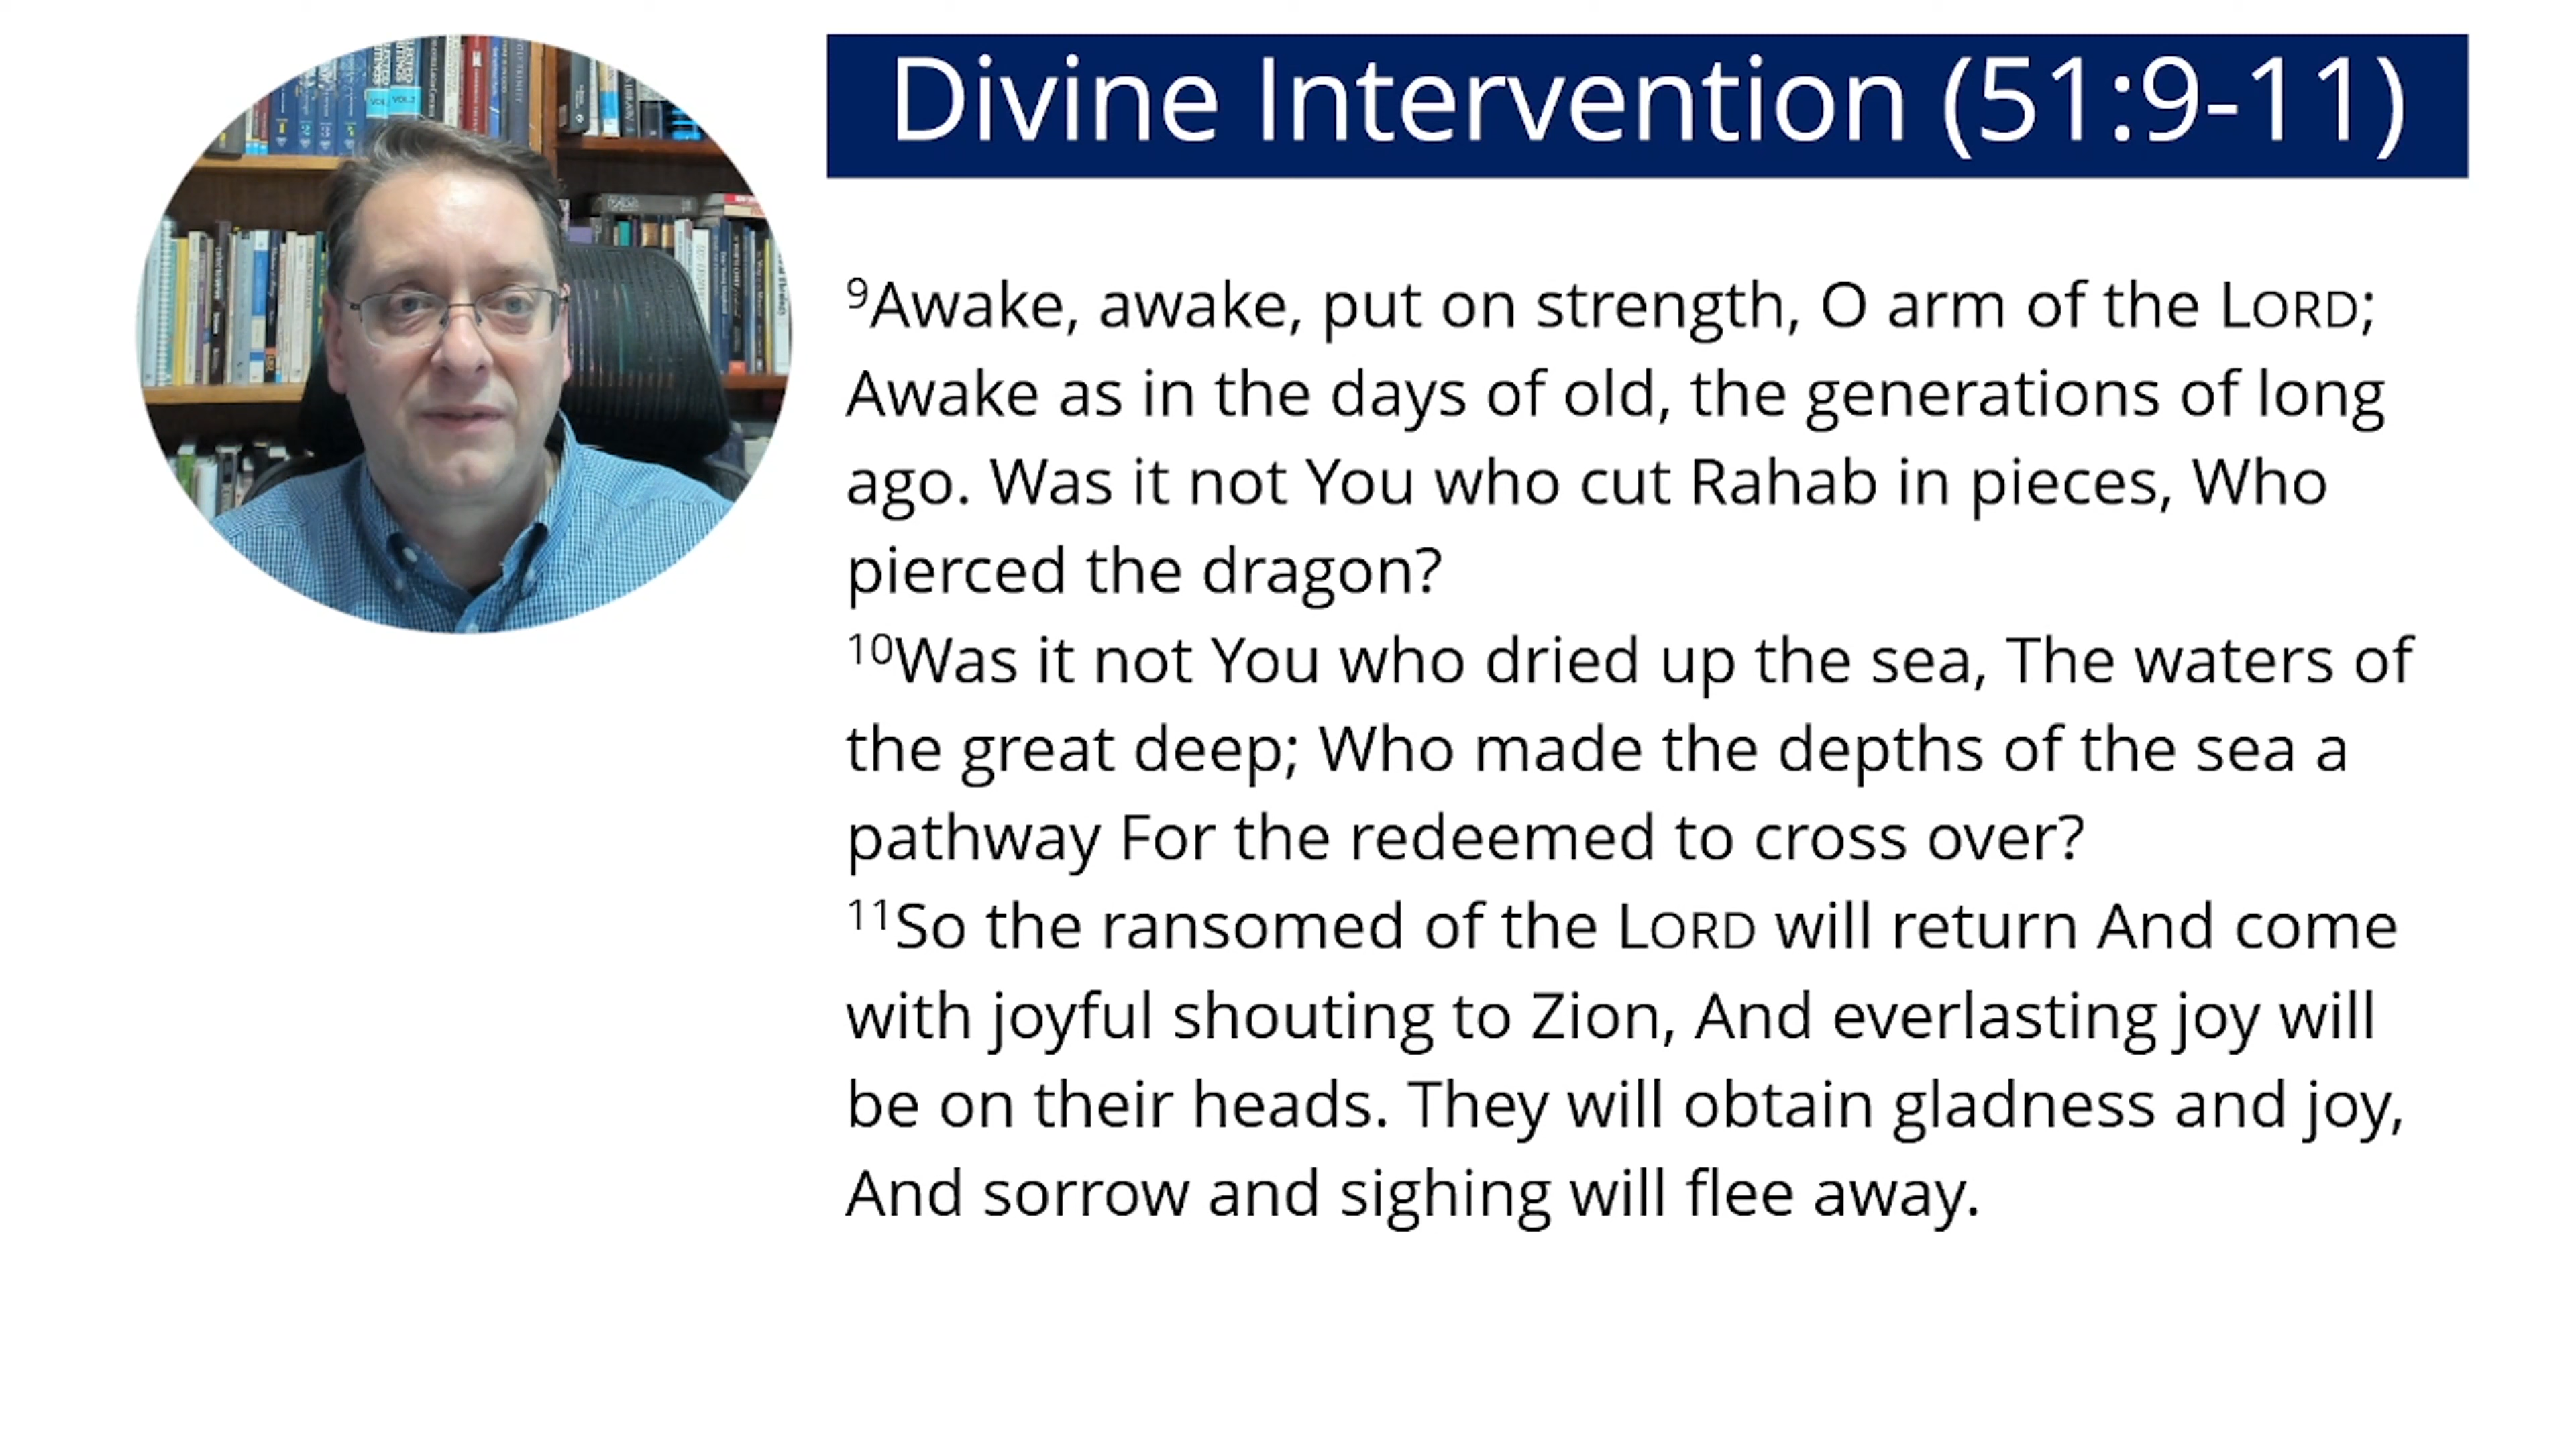 Divine Intervention (51:9-11)
⁹Awake, awake, put on strength, O arm of the LORD;
Awake as in the days of old, the generations of long
ago. Was it not You who cut Rahab in pieces, Who
pierced the dragon?
¹⁰Was it not You who dried up the sea, The waters of
the great deep; Who made the depths of the sea a
pathway For the redeemed to cross over?
¹¹So the ransomed of the LORD will return And come
with joyful shouting to Zion, And everlasting joy will
be on their heads. They will obtain gladness and joy,
And sorrow and sighing will flee away.
VOL.2